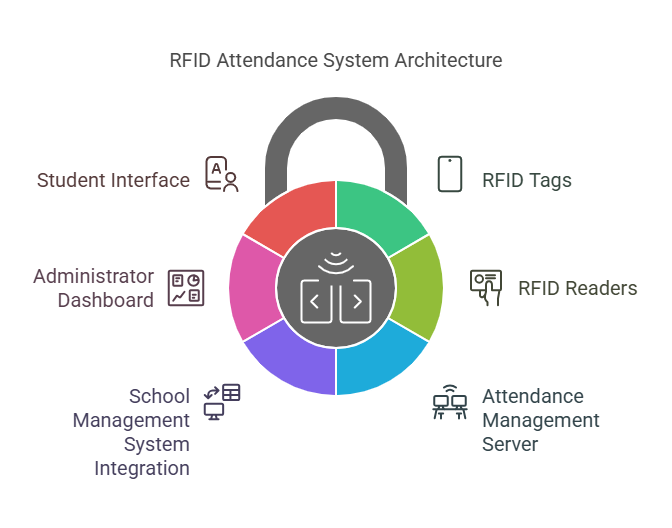 RFID Attendance System Architecture
A
Student Interface
RFID Tags
Administrator
Dashboard
RFID Readers
School
Management
System
Integration
Attendance
Management
Server